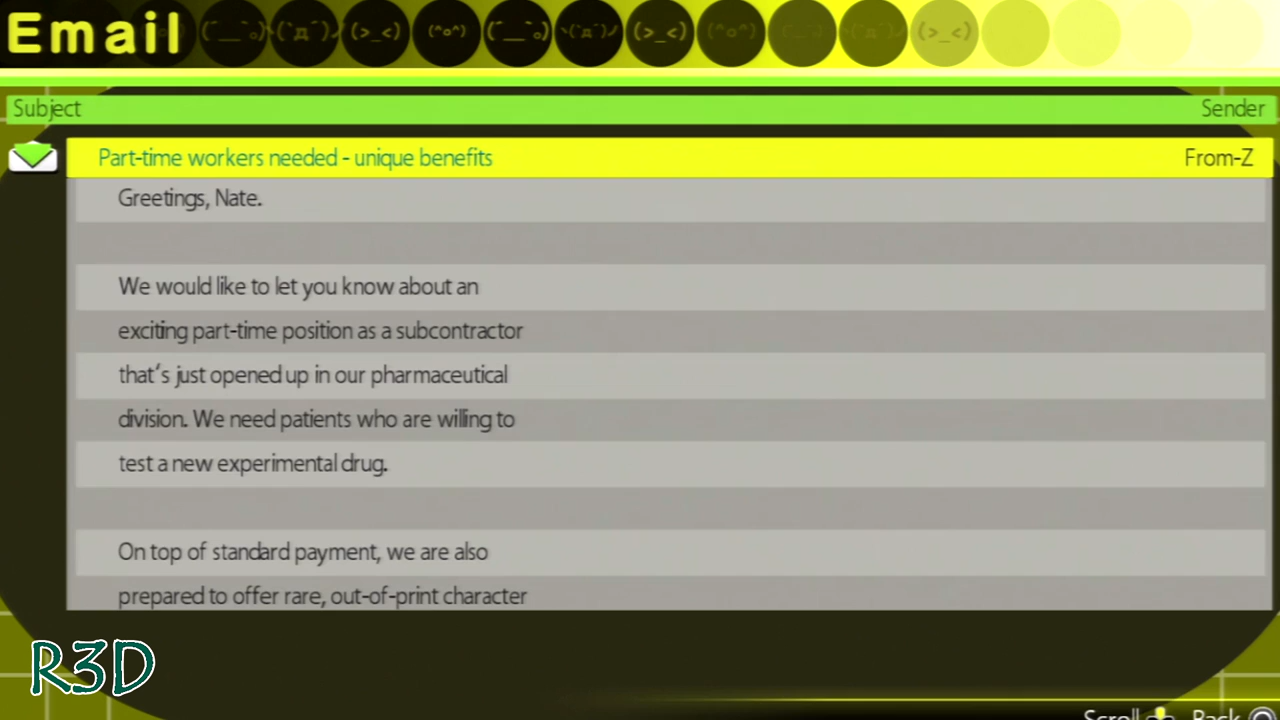 Email
Subject
Sender
Part-time workers needed - unique benefits
From-Z
Greetings, Nate.
We would like to let you know about an
exciting part-time position as a subcontractor
that's just opened up in our pharmaceutical
division. We need patients who are willing to
test a new experimental drug.
On top of standard payment, we are also
prepared to offer rare, out-of-print character
R3D
Scroll
Back